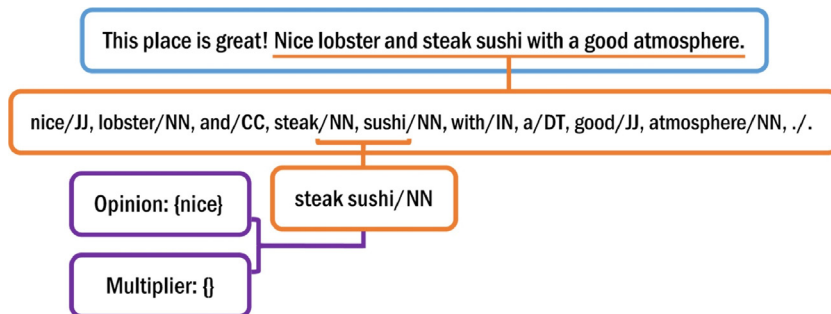 This place is great! Nice lobster and steak sushi with a good atmosphere.
nice/JJ, lobster/NN, and/CC, steak/NN, sushi/NN, with/IN, a/DT, good/JJ, atmosphere/NN, ./.
steak sushi/NN
Opinion: {nice}
Multiplier: {}